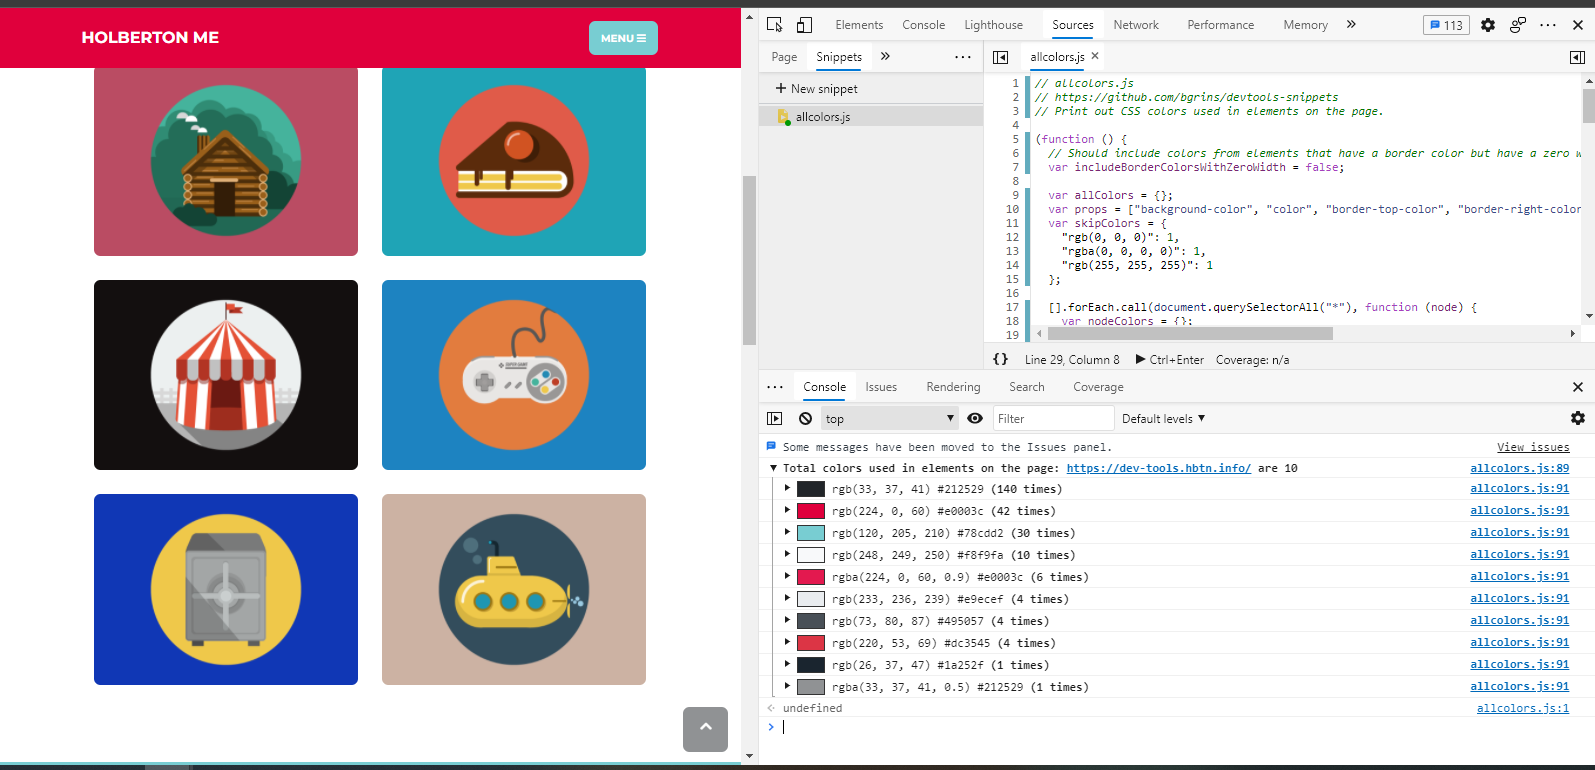 HOLBERTON ME
MENU
SUPER GAME
Elements Console Lighthouse Sources Network Performance Memory 113
Page Snippets
allcolors.js
New snippet
allcolors.js
1 // allcolors.js
2 // https://github.com/bgrins/devtools-snippets
3 // Print out CSS colors used in elements on the page.
4
5 (function () {
6 // Should include colors from elements that have a border color but have a zero w
7 var includeBorderColorsWithZeroWidth = false;
8
9 var allColors = {};
10 var props = ["background-color", "color", "border-top-color", "border-right-color
11 var skipColors = {
12 "rgb(0, 0, 0)": 1,
13 "rgba(0, 0, 0, 0)": 1,
14 "rgb(255, 255, 255)": 1
15 };
16
17 [].forEach.call(document.querySelectorAll("*"), function (node) {
18 var nodeColors = {};
19
{} Line 29, Column 8 Ctrl+Enter Coverage: n/a
Console Issues Rendering Search Coverage
top Filter Default levels
Some messages have been moved to the Issues panel. View issues
Total colors used in elements on the page: https://dev-tools.hbtn.info/ are 10 allcolors.js:89
rgb(33, 37, 41) #212529 (140 times) allcolors.js:91
rgb(224, 0, 60) #e0003c (42 times) allcolors.js:91
rgb(120, 205, 210) #78cdd2 (30 times) allcolors.js:91
rgb(248, 249, 250) #f8f9fa (10 times) allcolors.js:91
rgba(224, 0, 60, 0.9) #e0003c (6 times) allcolors.js:91
rgb(233, 236, 239) #e9ecef (4 times) allcolors.js:91
rgb(73, 80, 87) #495057 (4 times) allcolors.js:91
rgb(220, 53, 69) #dc3545 (4 times) allcolors.js:91
rgb(26, 37, 47) #1a252f (1 times) allcolors.js:91
rgba(33, 37, 41, 0.5) #212529 (1 times) allcolors.js:91
undefined allcolors.js:1